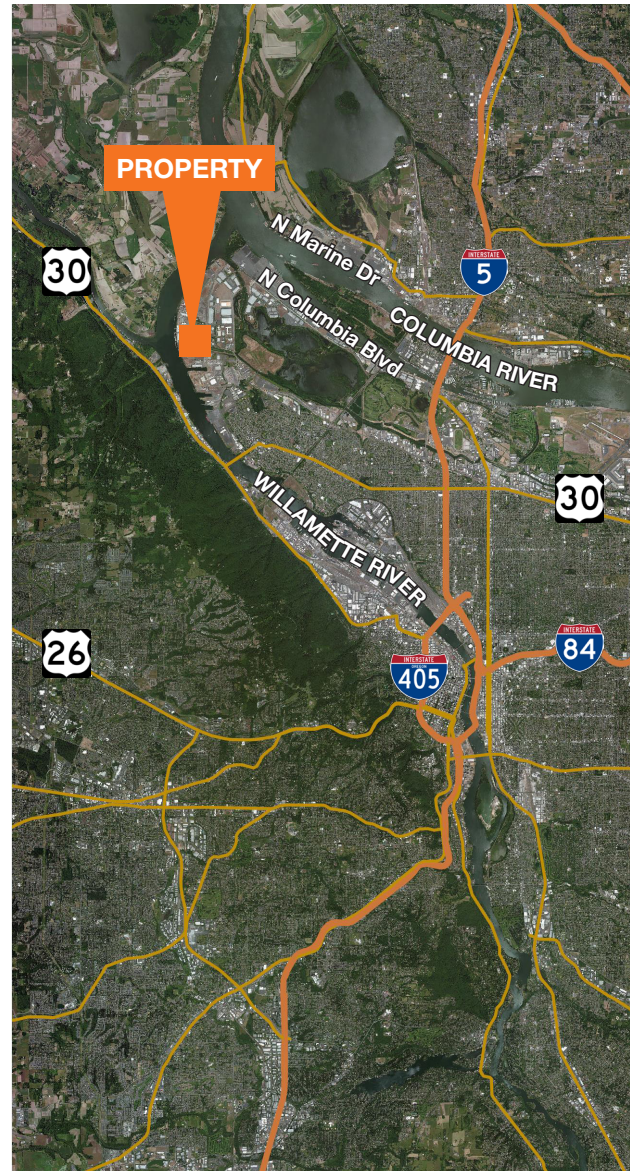 PROPERTY
30
N Marine Dr
INTERSTATE
5
N Columbia Blvd
COLUMBIA RIVER
30
WILLAMETTE RIVER
INTERSTATE
84
26
INTERSTATE
OREGON
405